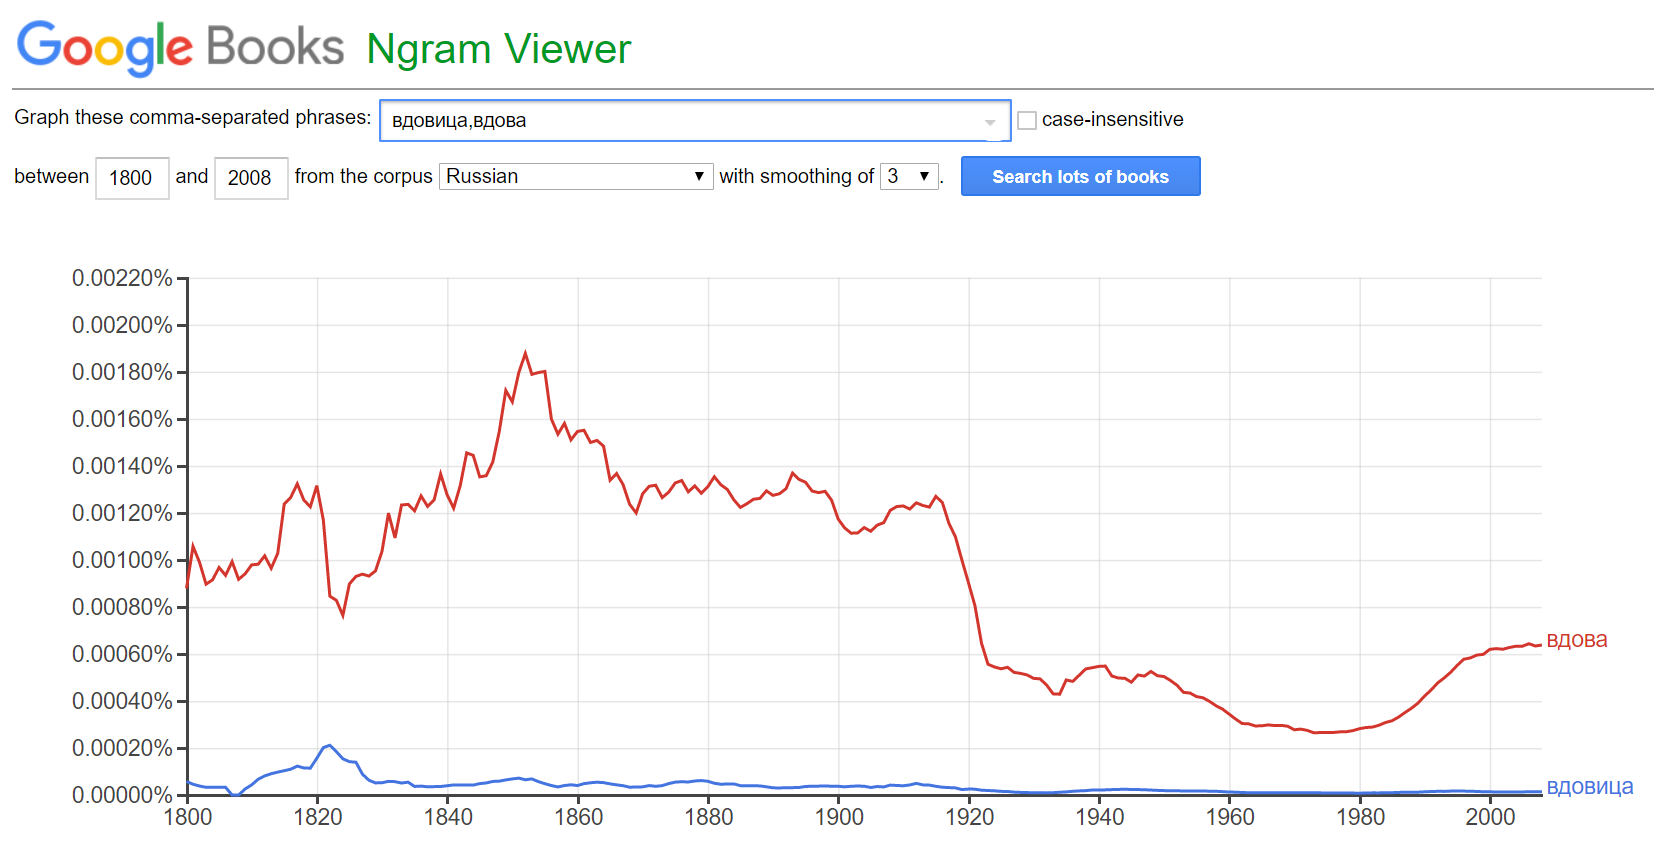 Google Books Ngram Viewer
Graph these comma-separated phrases: вдовица,вдова case-insensitive
between 1800 and 2008 from the corpus Russian with smoothing of 3 . Search lots of books
0.00220%
0.00200%
0.00180%
0.00160%
0.00140%
0.00120%
0.00100%
0.00080%
0.00060%
вдова
0.00040%
0.00020%
0.00000%
вдовица
1800 1820 1840 1860 1880 1900 1920 1940 1960 1980 2000